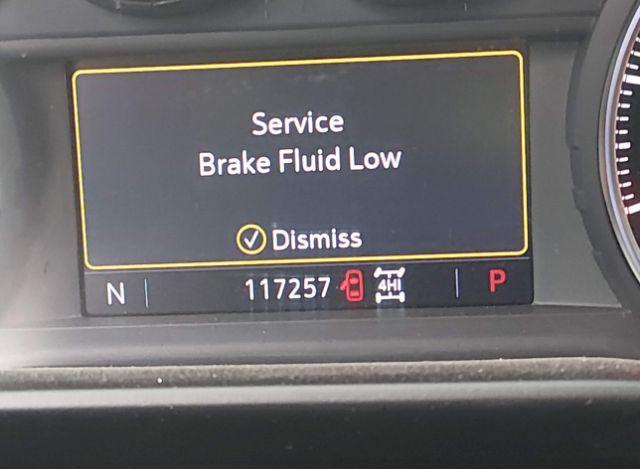 Service
Brake Fluid Low
Dismiss
N 117257 4HI P